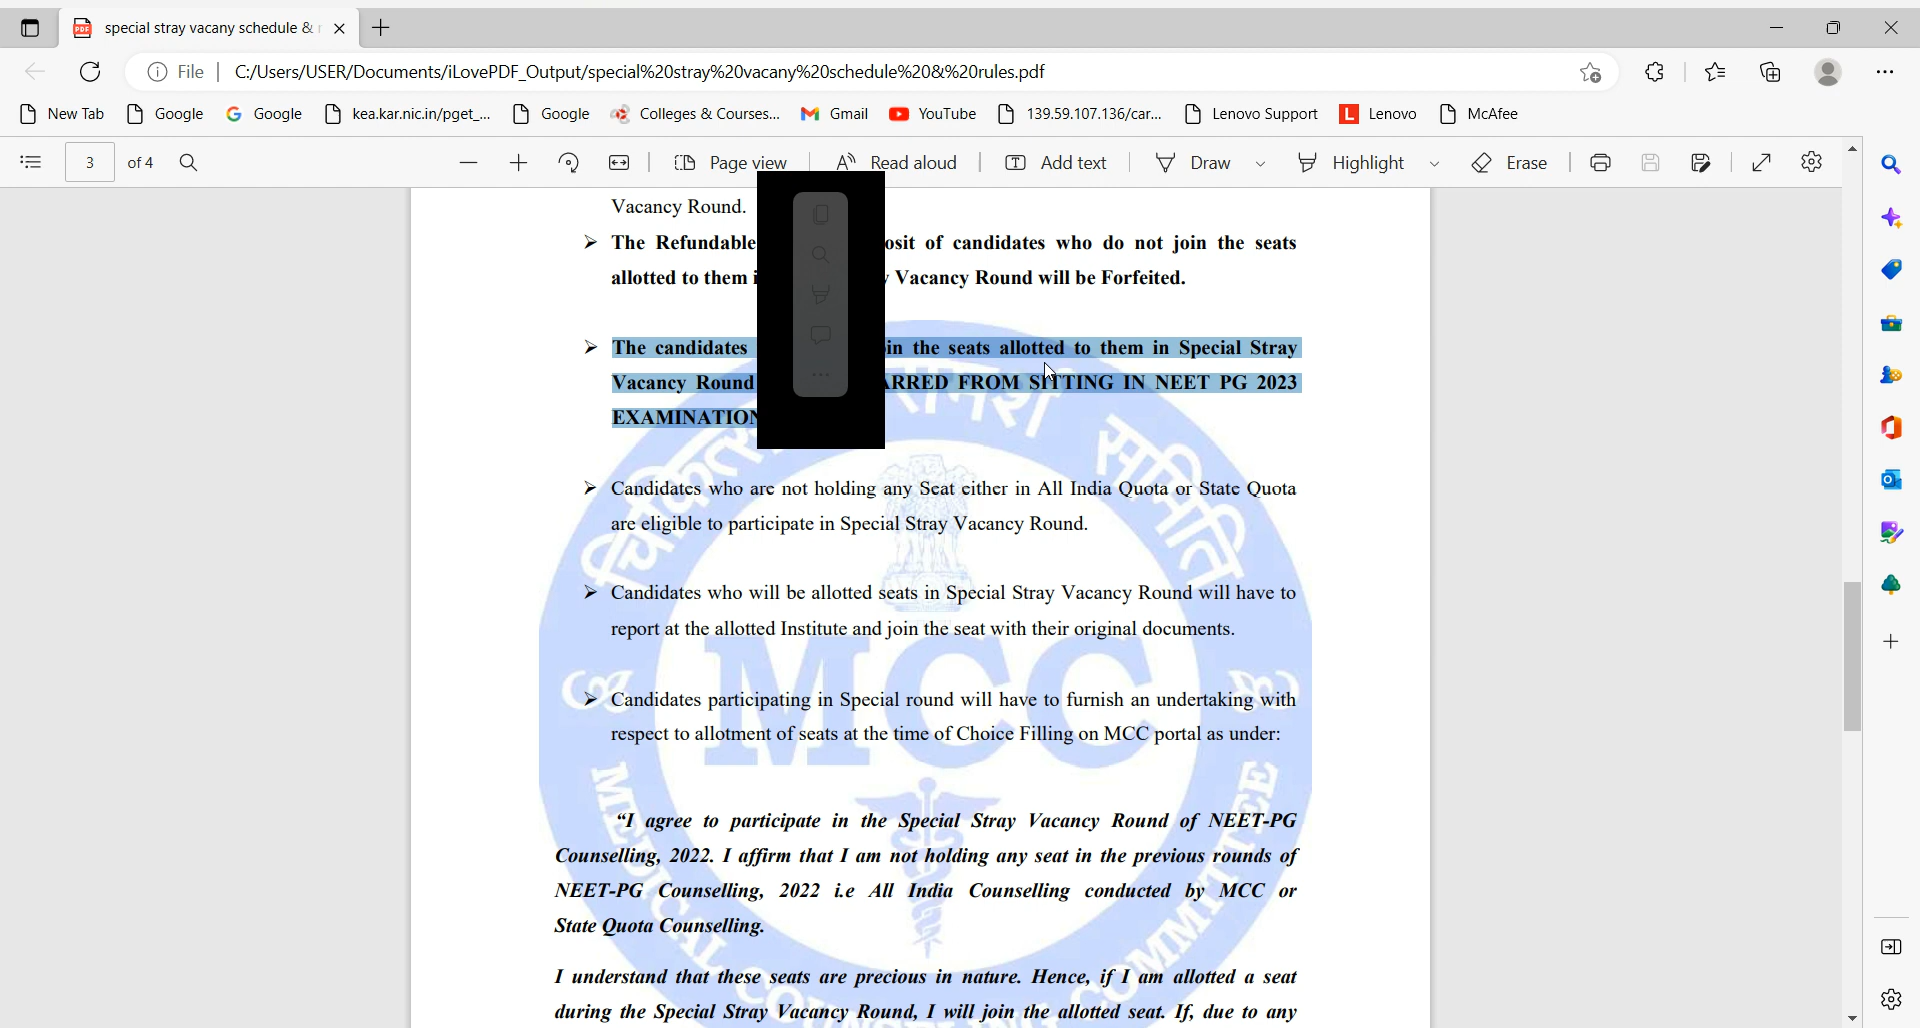 special stray vacany schedule &
File
C:/Users/USER/Documents/iLovePDF_Output/special%20stray%20vacany%20schedule%20&%20rules.pdf
New Tab Google Google kea.kar.nic.in/pget_... Google Colleges & Courses... Gmail YouTube 139.59.107.136/car... Lenovo Support Lenovo McAfee
3 of 4 Page view Read aloud Add text Draw Highlight Erase
Vacancy Round.
➢ The Refundable osit of candidates who do not join the seats
allotted to them Vacancy Round will be Forfeited.
➢ The candidates in the seats allotted to them in Special Stray
Vacancy Round ARRED FROM SITTING IN NEET PG 2023
EXAMINATION
➢ Candidates who are not holding any Seat either in All India Quota or State Quota
are eligible to participate in Special Stray Vacancy Round.
➢ Candidates who will be allotted seats in Special Stray Vacancy Round will have to
report at the allotted Institute and join the seat with their original documents.
➢ Candidates participating in Special round will have to furnish an undertaking with
respect to allotment of seats at the time of Choice Filling on MCC portal as under:
“I agree to participate in the Special Stray Vacancy Round of NEET-PG
Counselling, 2022. I affirm that I am not holding any seat in the previous rounds of
NEET-PG Counselling, 2022 i.e All India Counselling conducted by MCC or
State Quota Counselling.
I understand that these seats are precious in nature. Hence, if I am allotted a seat
during the Special Stray Vacancy Round, I will join the allotted seat. If, due to any
MCC
MEDICAL COUNSELLING COMMITTEE